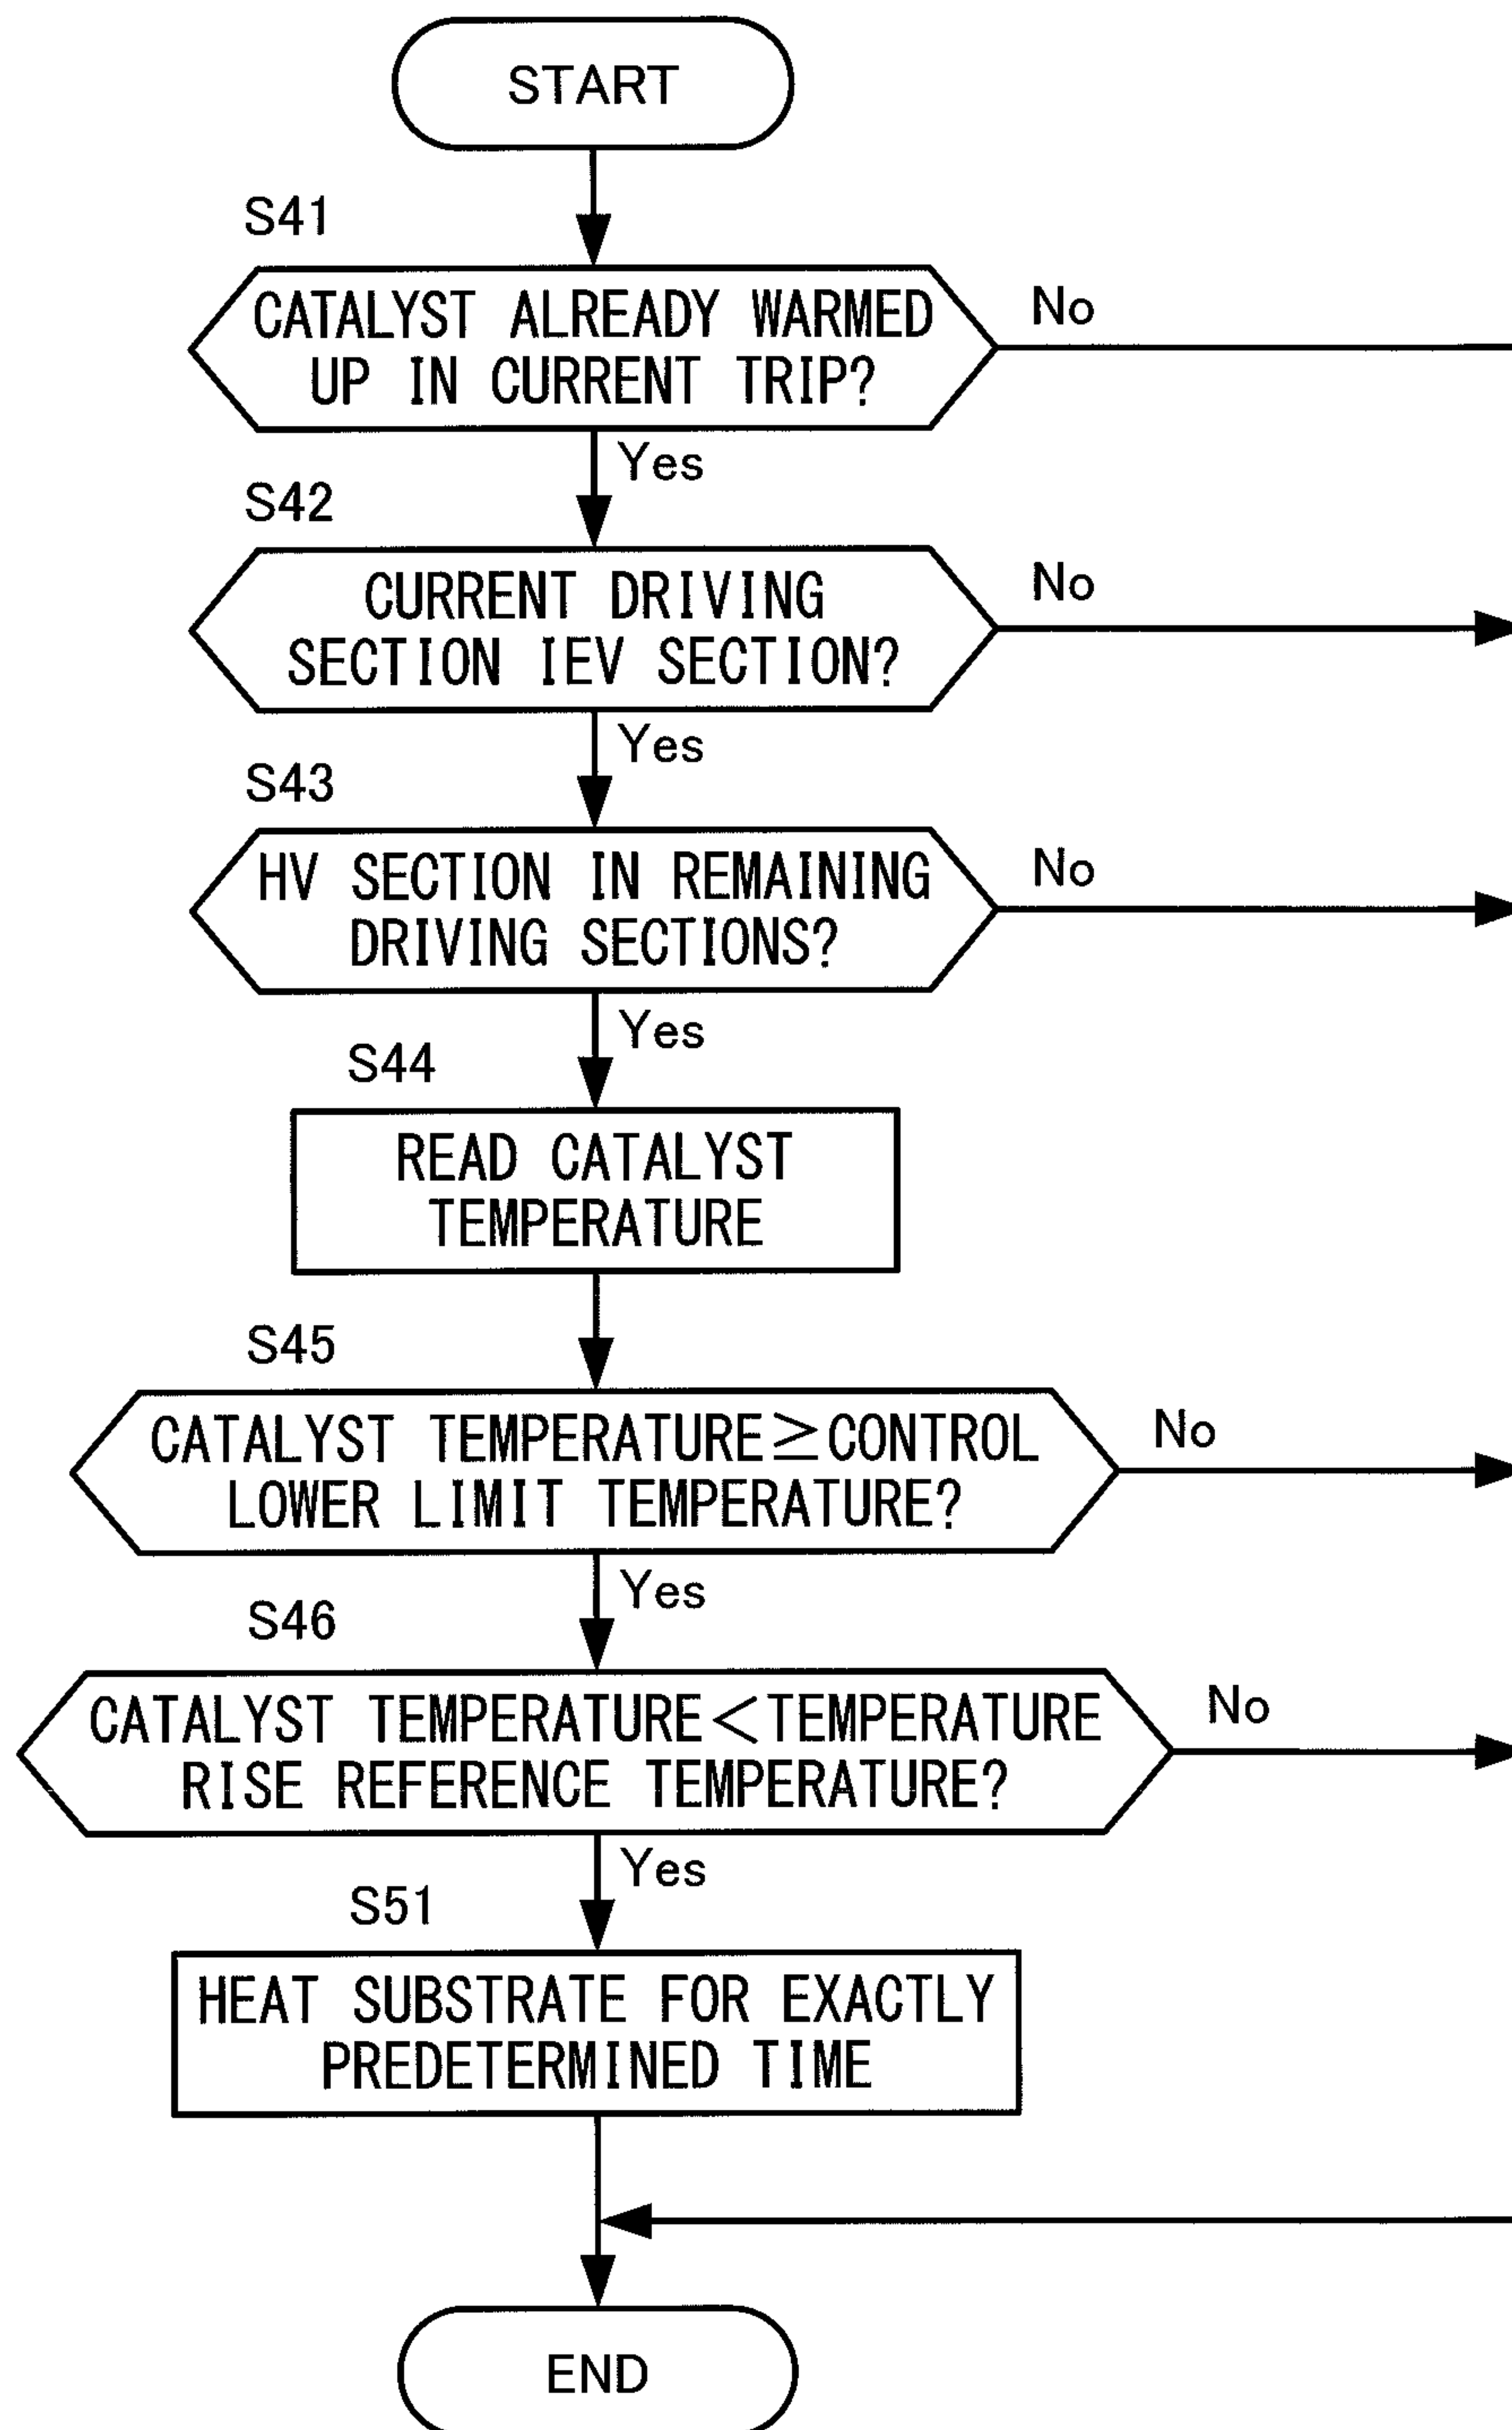 START
S41
CATALYST ALREADY WARMED
UP IN CURRENT TRIP?
No
Yes
S42
CURRENT DRIVING
SECTION IEV SECTION?
No
Yes
S43
HV SECTION IN REMAINING
DRIVING SECTIONS?
No
Yes
S44
READ CATALYST
TEMPERATURE
S45
CATALYST TEMPERATURE≥CONTROL
LOWER LIMIT TEMPERATURE?
No
Yes
S46
CATALYST TEMPERATURE<TEMPERATURE
RISE REFERENCE TEMPERATURE?
No
Yes
S51
HEAT SUBSTRATE FOR EXACTLY
PREDETERMINED TIME
END